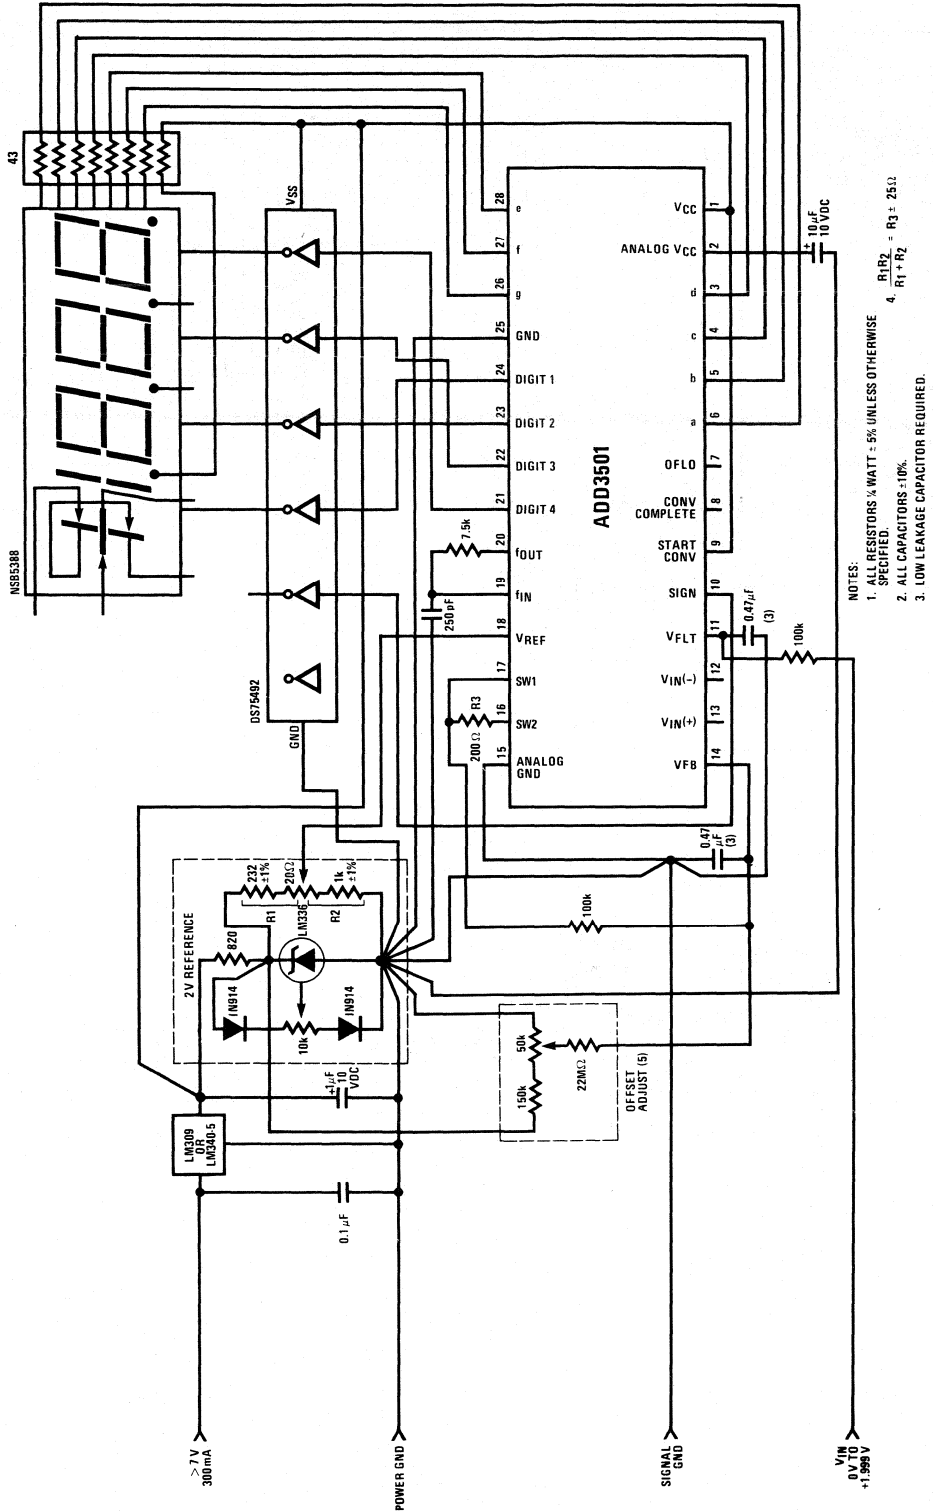 43
NSB5388
VSS
DS75492
GND
28
e
27
f
26
g
25
GND
24
DIGIT 1
23
DIGIT 2
22
DIGIT 3
21
DIGIT 4
20
fOUT
19
fIN
18
VREF
17
SW1
16
SW2
15
ANALOG
GND
ADD3501
VCC
1
ANALOG VCC
2
d
3
c
4
b
5
a
6
OFLO
7
CONV
COMPLETE
8
START
CONV
9
SIGN
10
VFLT
11
VIN(–)
12
VIN(+)
13
VFB
14
7.5k
250 pF
R3
200 Ω
+
10μF
10 VDC
0.47μf
(3)
100k
0.47
μF
(3)
100k
2V REFERENCE
232
±1%
20Ω
1k
±1%
R1
R2
LM336
820
IN914
10k
IN914
+1μF
10
VDC
LM309
OR
LM340-5
0.1 μF
50k
150k
22MΩ
OFFSET
ADJUST (5)
> 7 V
300 mA
POWER GND
SIGNAL
GND
VIN
0 V TO
+1.999 V
NOTES:
1. ALL RESISTORS ¼ WATT ± 5% UNLESS OTHERWISE
SPECIFIED.
2. ALL CAPACITORS ±10%.
3. LOW LEAKAGE CAPACITOR REQUIRED.
4. R1R2 / R1 + R2 = R3 ± 25Ω